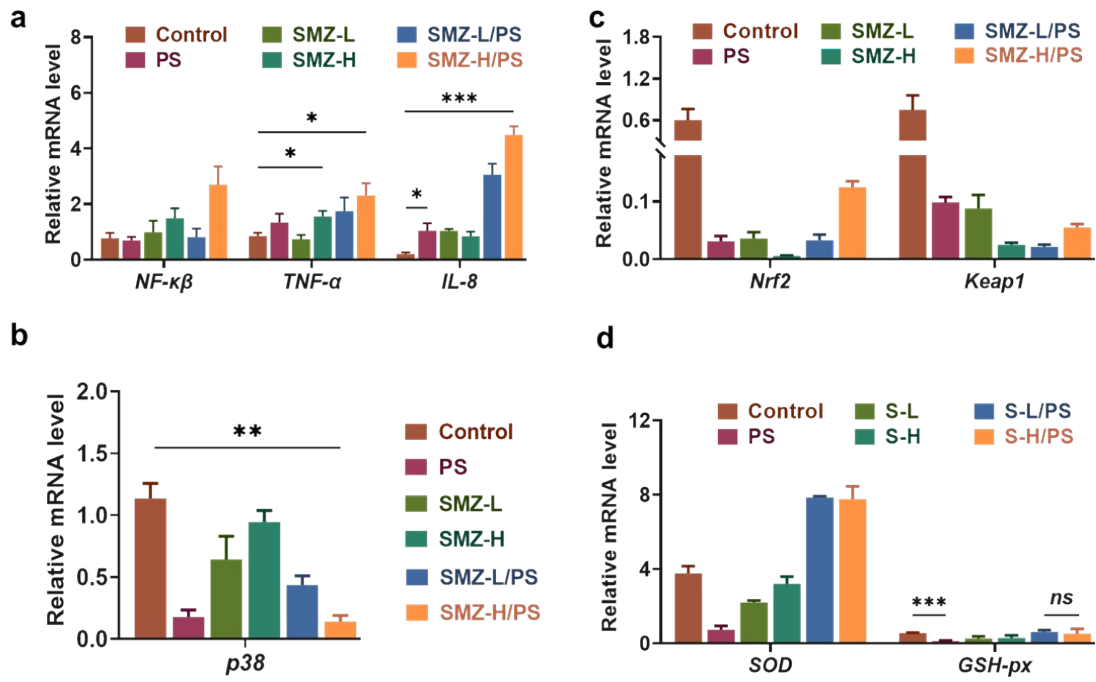 a
Control SMZ-L SMZ-L/PS
PS SMZ-H SMZ-H/PS
Relative mRNA level
8
6
4
2
0
* * * *** 
NF-κβ TNF-α IL-8
b
Relative mRNA level
2.0
1.5
1.0
0.5
0.0
**
p38
Control
PS
SMZ-L
SMZ-H
SMZ-L/PS
SMZ-H/PS
c
Control SMZ-L SMZ-L/PS
PS SMZ-H SMZ-H/PS
Relative mRNA level
1.8
1.2
0.6
0.1
0.0
Nrf2 Keap1
d
Control S-L S-L/PS
PS S-H S-H/PS
Relative mRNA level
12
8
4
0
*** ns
SOD GSH-px